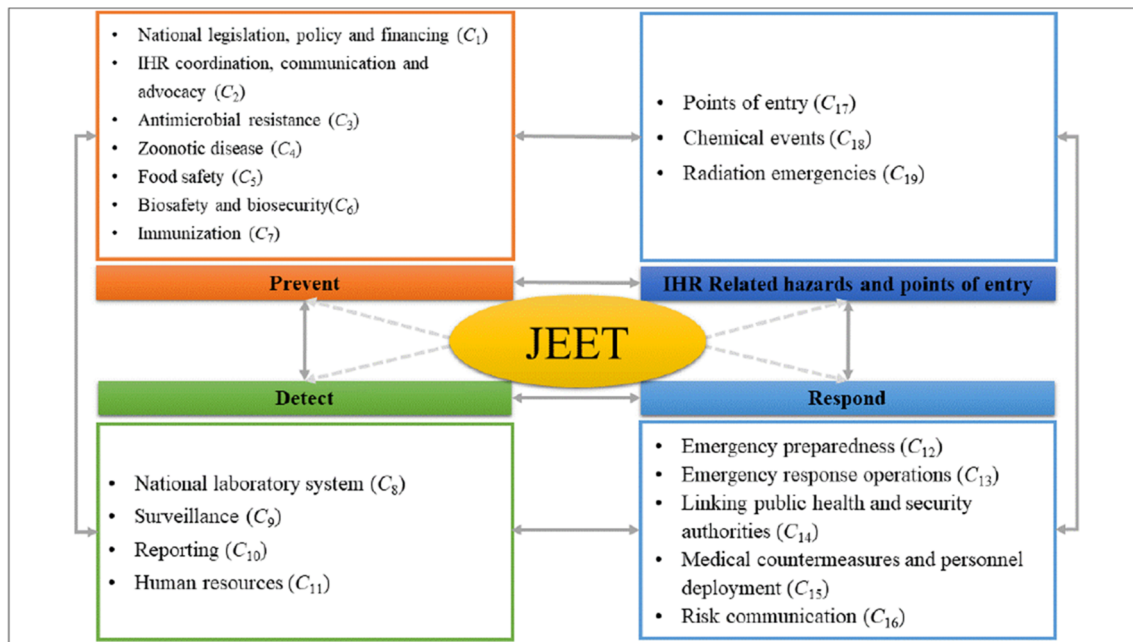 • National legislation, policy and financing (C₁)
• IHR coordination, communication and
advocacy (C₂)
• Antimicrobial resistance (C₃)
• Zoonotic disease (C₄)
• Food safety (C₅)
• Biosafety and biosecurity(C₆)
• Immunization (C₇)
Prevent
• Points of entry (C₁₇)
• Chemical events (C₁₈)
• Radiation emergencies (C₁₉)
IHR Related hazards and points of entry
JEET
Detect
• National laboratory system (C₈)
• Surveillance (C₉)
• Reporting (C₁₀)
• Human resources (C₁₁)
Respond
• Emergency preparedness (C₁₂)
• Emergency response operations (C₁₃)
• Linking public health and security
authorities (C₁₄)
• Medical countermeasures and personnel
deployment (C₁₅)
• Risk communication (C₁₆)